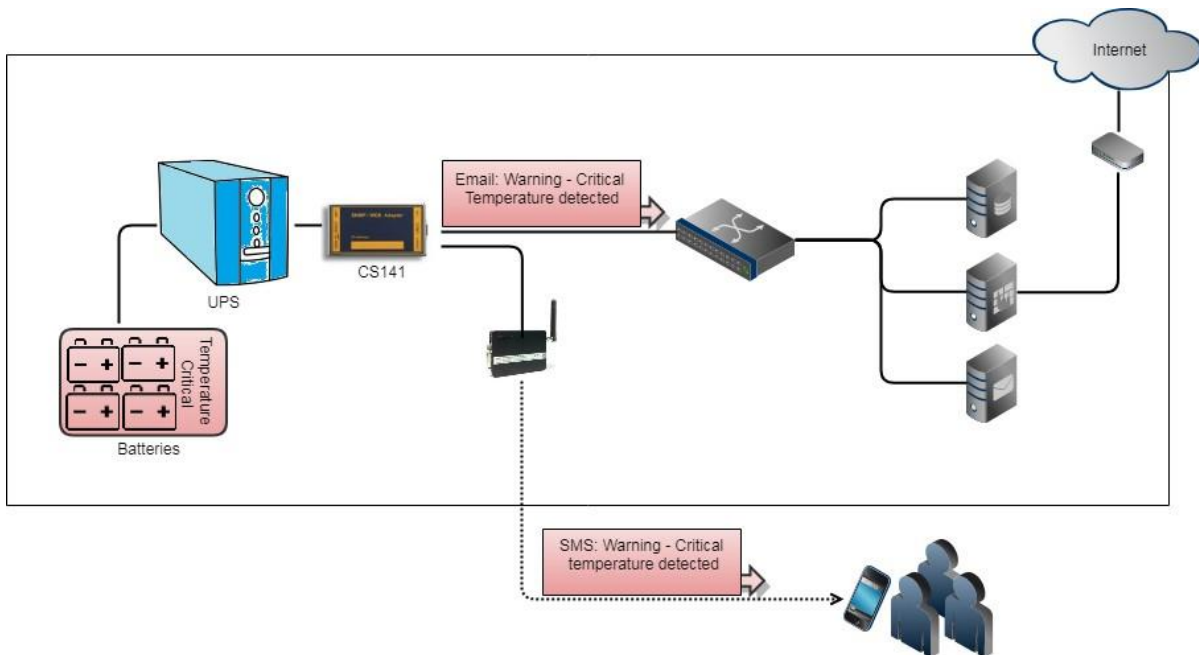 Internet
Email: Warning - Critical
Temperature detected
CS141
UPS
Temperature
Critical
Batteries
SMS: Warning - Critical
temperature detected